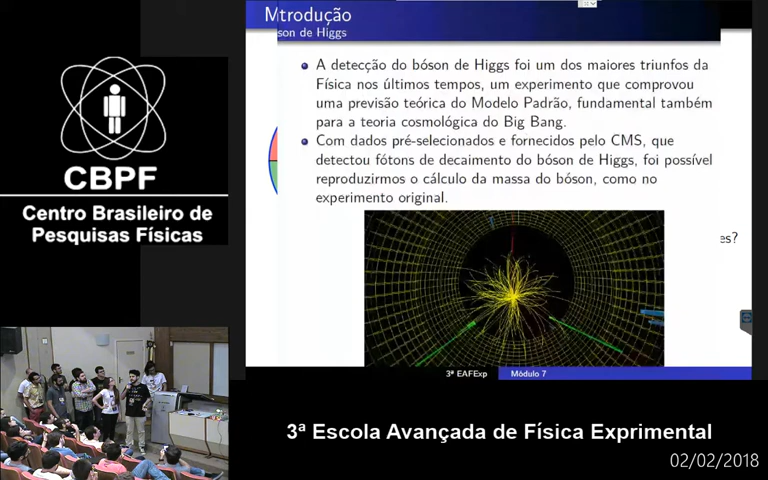 Mtrodução
son de Higgs
A detecção do bóson de Higgs foi um dos maiores triunfos da
Física nos últimos tempos, um experimento que comprovou
uma previsão teórica do Modelo Padrão, fundamental também
para a teoria cosmológica do Big Bang.
Com dados pré-selecionados e fornecidos pelo CMS, que
detectou fótons de decaimento do bóson de Higgs, foi possível
reproduzirmos o cálculo da massa do bóson, como no
experimento original.
es?
3ª EAFExp
Módulo 7
CBPF
Centro Brasileiro de
Pesquisas Físicas
3ª Escola Avançada de Física Exprimental
02/02/2018